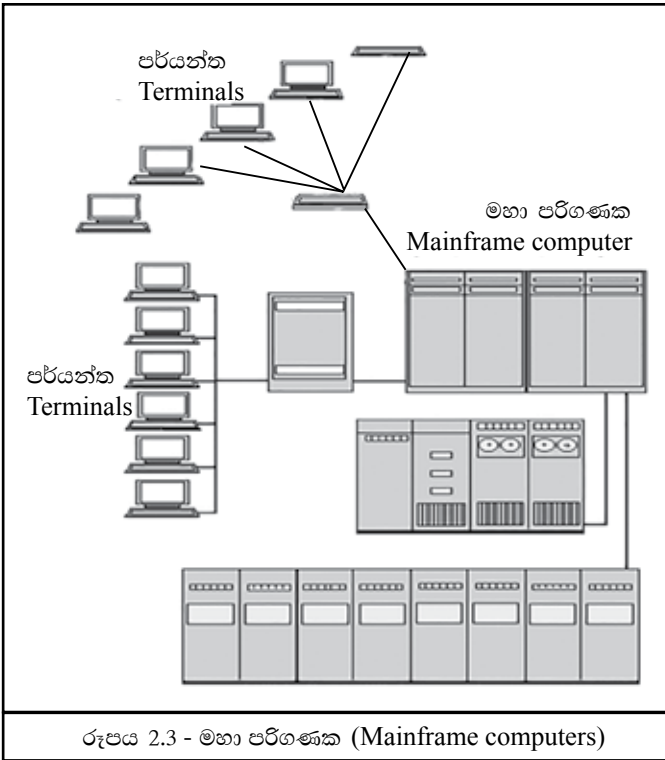 පර්යන්ත
Terminals
මහා පරිගණක
Mainframe computer
පර්යන්ත
Terminals
රූපය 2.3 - මහා පරිගණක (Mainframe computers)